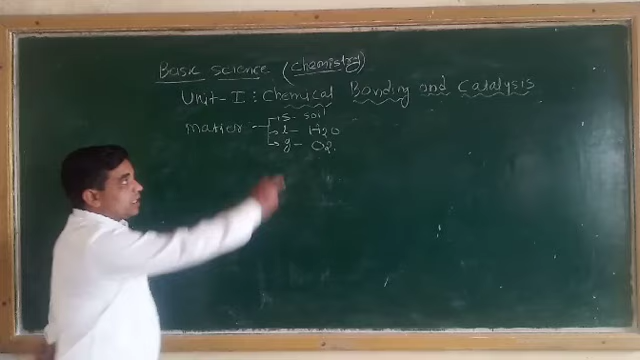 Basic Science (Chemistry)
Unit-I : Chemical Bonding and Catalysis
Matter
s- soil
l- H2O
g- O2.